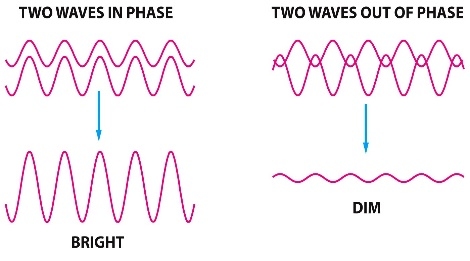 TWO WAVES IN PHASE
TWO WAVES OUT OF PHASE
BRIGHT
DIM